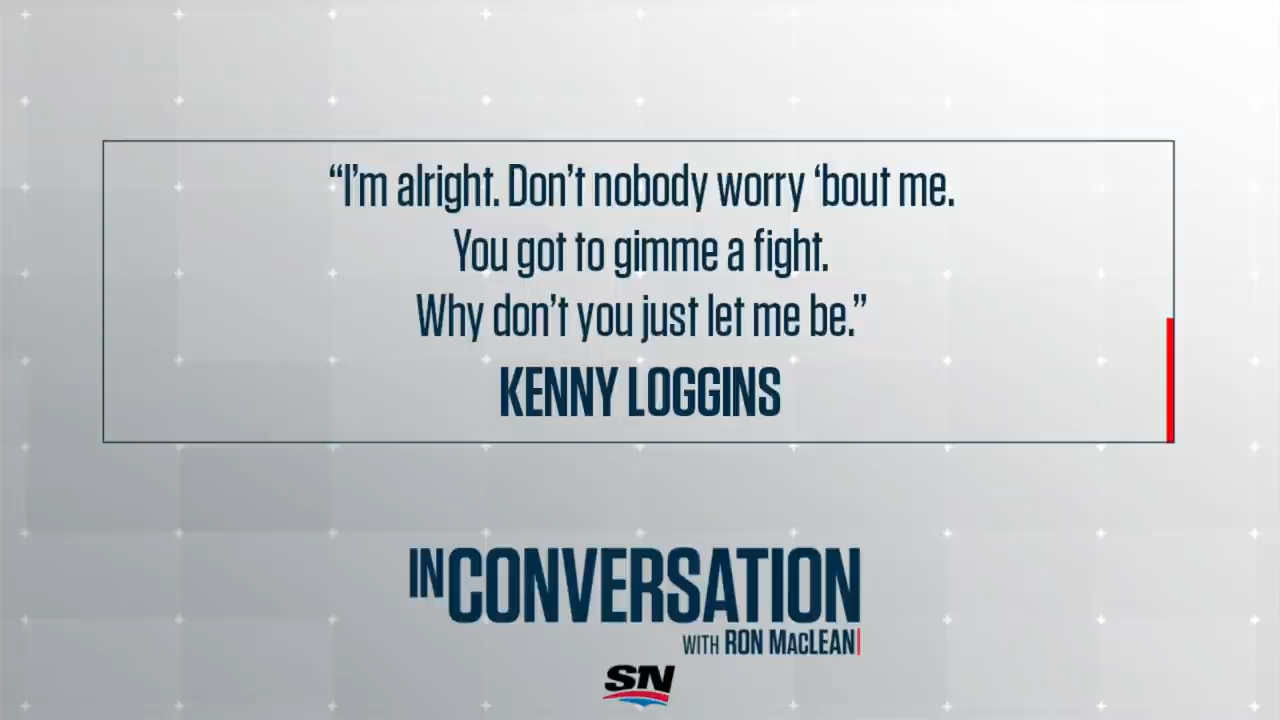 “I’m alright. Don’t nobody worry ‘bout me.
You got to gimme a fight.
Why don’t you just let me be.”
KENNY LOGGINS
IN CONVERSATION
WITH RON MACLEAN
SN